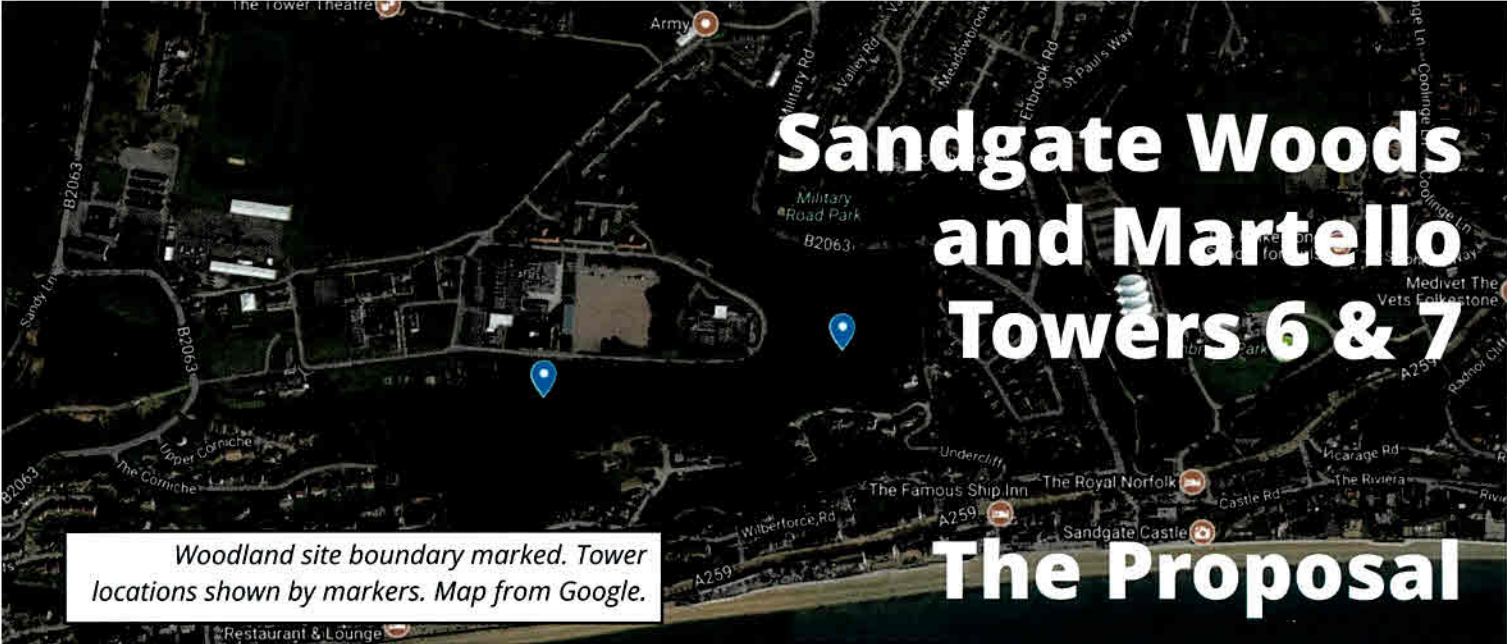 The Tower Theatre
Army
Military Rd
Valley Rd
Meadowbrook
Enbrook Rd
St Paul's Way
Coolinge Ln
B2063
Sandgate Woods
and Martello
Towers 6 & 7
Military
Road Park
B2063
Medivet The
Vets Folkestone
Sandy Ln
B2063
A259
Radnor Cliff
Upper Corniche
The Corniche
B2063
Undercliff
Vicarage Rd
The Famous Ship Inn
The Royal Norfolk
The Riviera
Castle Rd
Wilberforce Rd
A259
Sandgate Castle
Woodland site boundary marked. Tower
locations shown by markers. Map from Google.
A259
The Proposal
Restaurant & Lounge